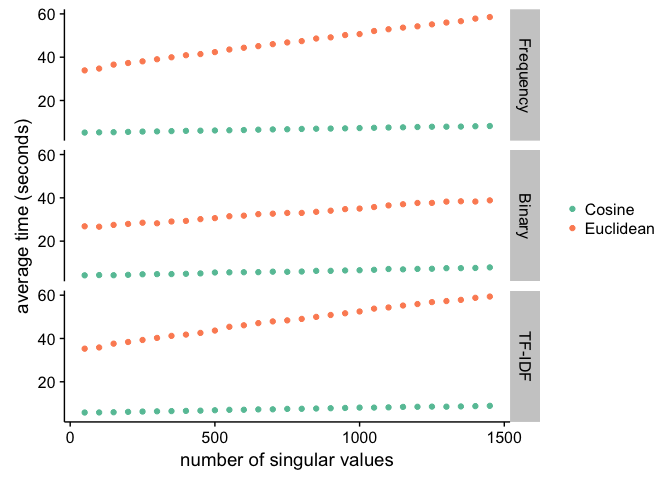 60
40
20
Frequency
60
40
20
Binary
60
40
20
TF-IDF
0
500
1000
1500
number of singular values
average time (seconds)
Cosine
Euclidean